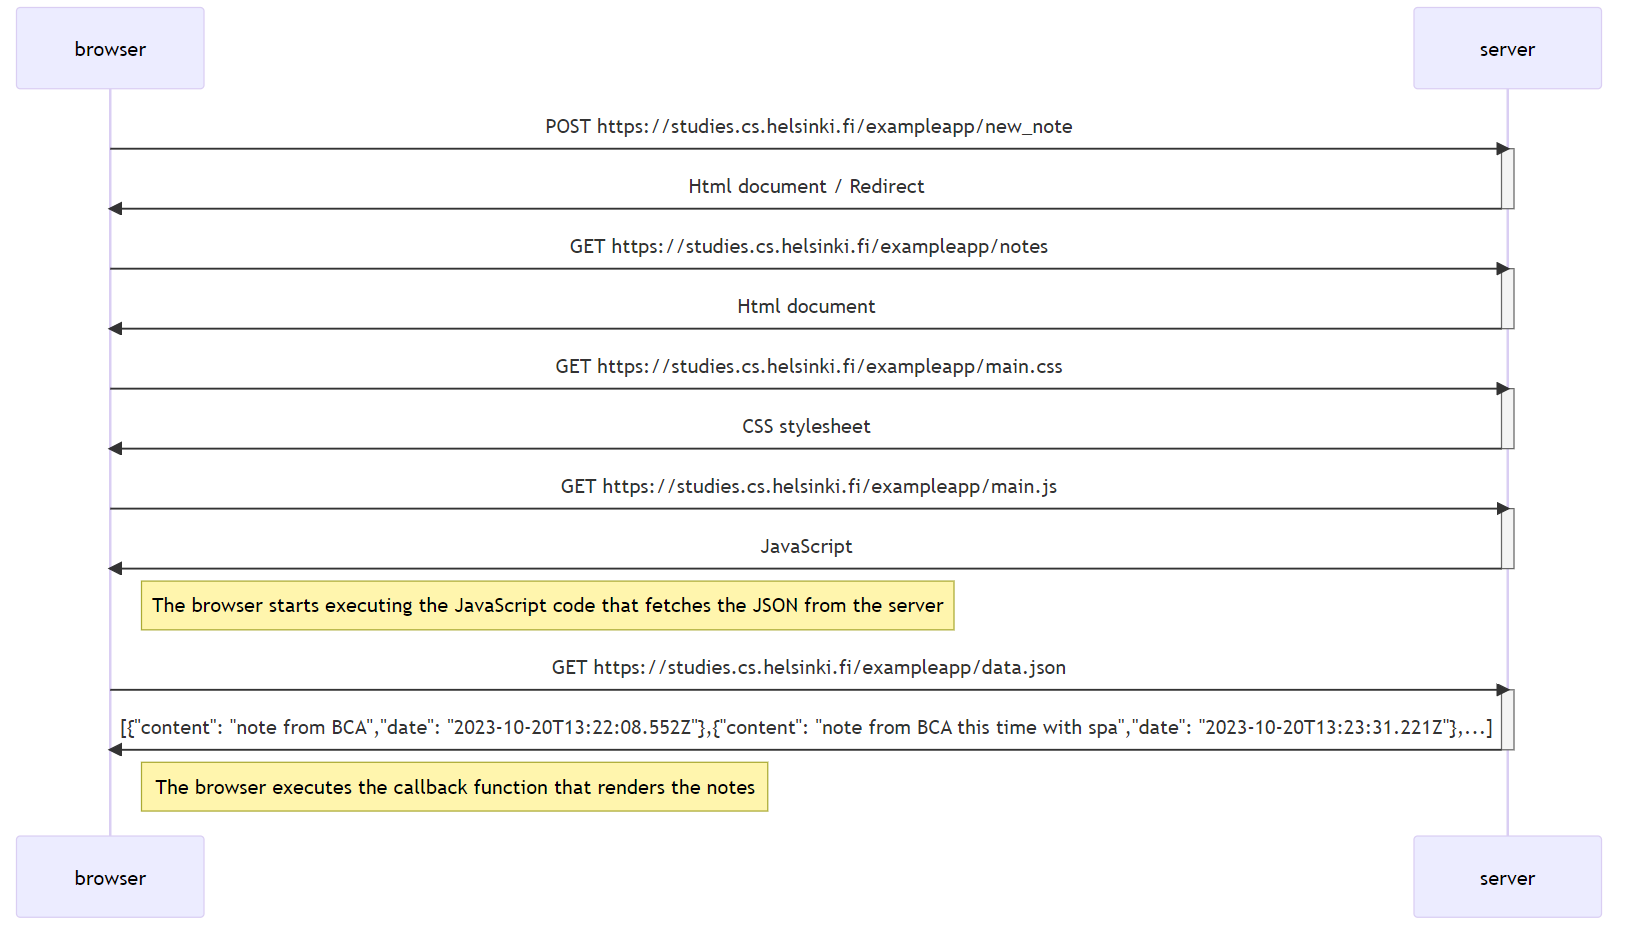 browser
server
POST https://studies.cs.helsinki.fi/exampleapp/new_note
Html document / Redirect
GET https://studies.cs.helsinki.fi/exampleapp/notes
Html document
GET https://studies.cs.helsinki.fi/exampleapp/main.css
CSS stylesheet
GET https://studies.cs.helsinki.fi/exampleapp/main.js
JavaScript
The browser starts executing the JavaScript code that fetches the JSON from the server
GET https://studies.cs.helsinki.fi/exampleapp/data.json
[{"content": "note from BCA","date": "2023-10-20T13:22:08.552Z"},{"content": "note from BCA this time with spa","date": "2023-10-20T13:23:31.221Z"},...]
The browser executes the callback function that renders the notes
browser
server